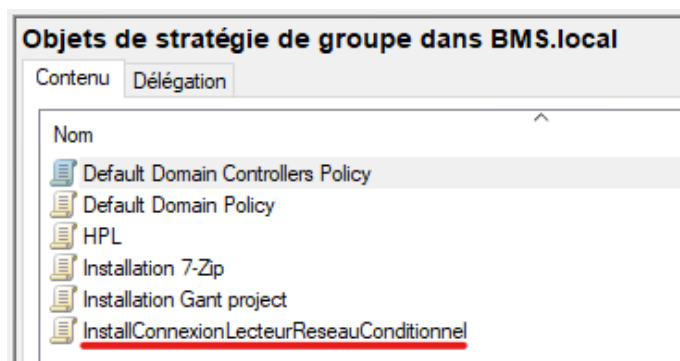 Objets de stratégie de groupe dans BMS.local
Contenu Délégation
Nom
Default Domain Controllers Policy
Default Domain Policy
HPL
Installation 7-Zip
Installation Gant project
InstallConnexionLecteurReseauConditionnel